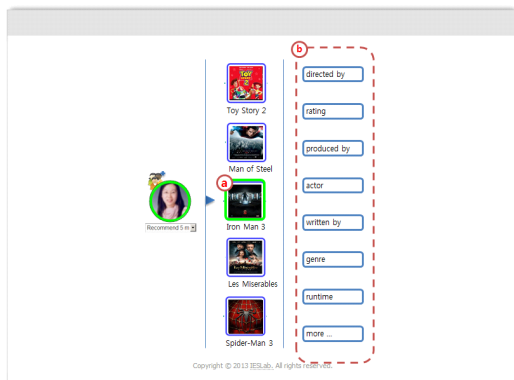 b
directed by
Toy Story 2
rating
produced by
Man of Steel
a
actor
Recommend 5 m
Iron Man 3
written by
genre
Les Miserables
runtime
more ...
Spider-Man 3
Copyright © 2013 IESLab. All rights reserved.